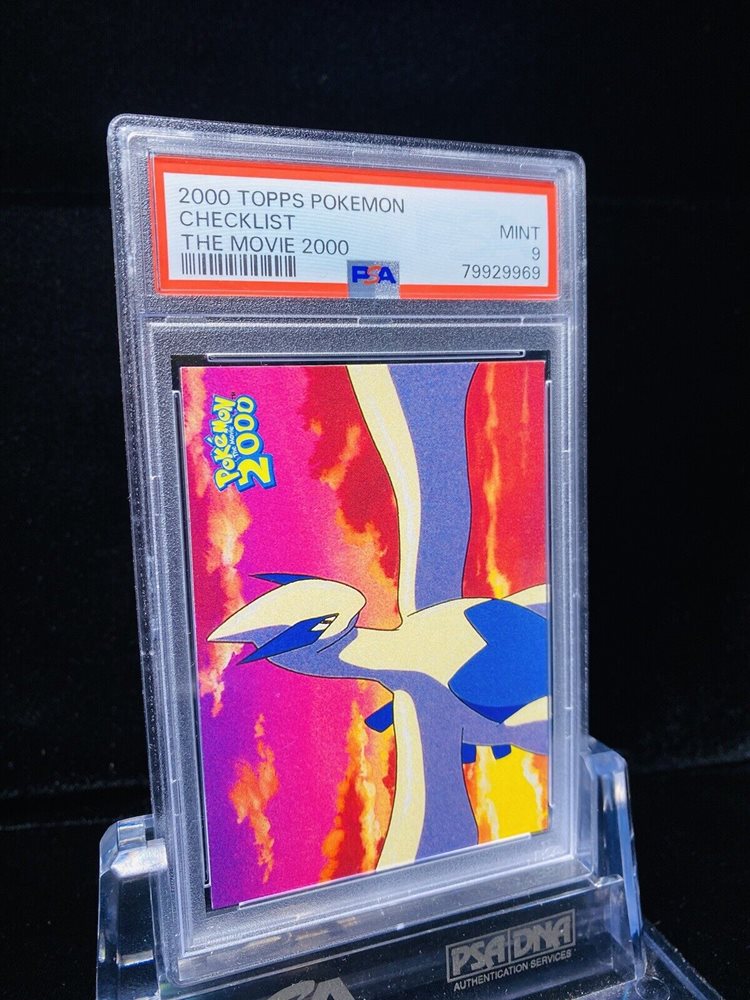 2000 TOPPS POKEMON
CHECKLIST
THE MOVIE 2000
MINT
9
79929969
PSA
POKéMON
The Movie
2000
PSA DNA
AUTHENTICATION SERVICES